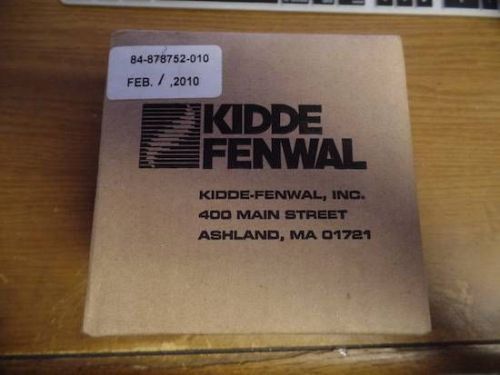 84-878752-010
FEB. / ,2010
KIDDE
FENWAL
KIDDE-FENWAL, INC.
400 MAIN STREET
ASHLAND, MA 01721